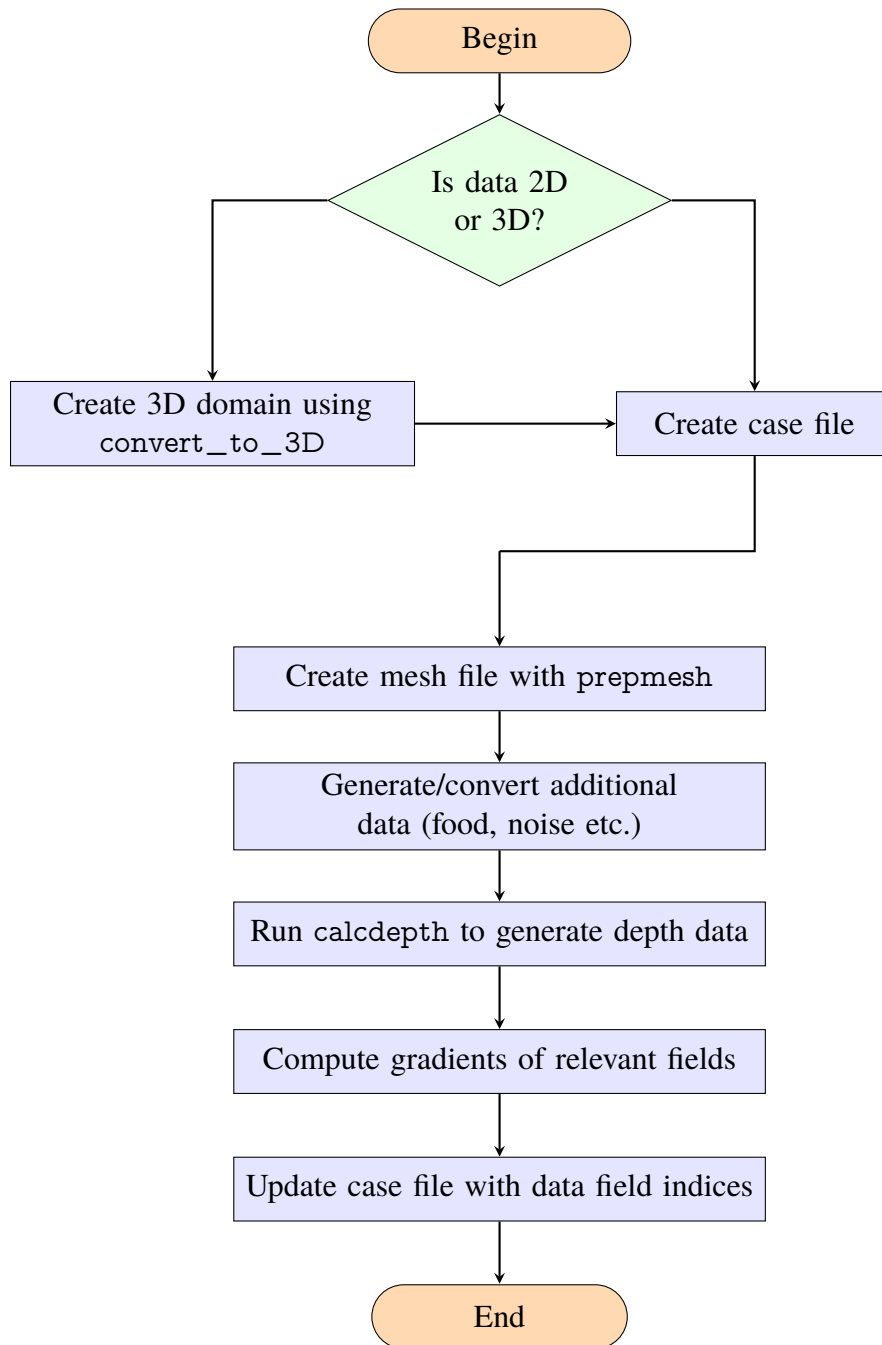 Begin
Is data 2D
or 3D?
Create 3D domain using
convert_to_3D
Create case file
Create mesh file with prepmesh
Generate/convert additional
data (food, noise etc.)
Run calcdepth to generate depth data
Compute gradients of relevant fields
Update case file with data field indices
End